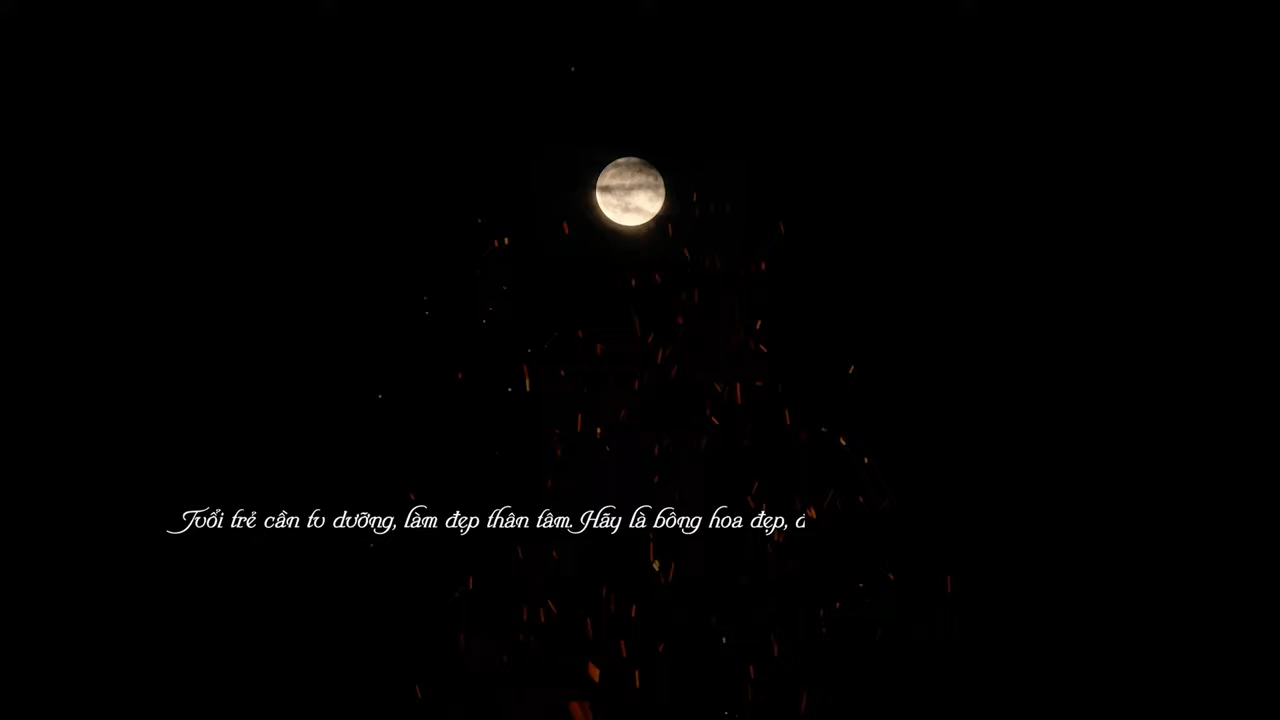 Tuổi trẻ cần tu dưỡng, làm đẹp thân tâm. Hãy là bông hoa đẹp,